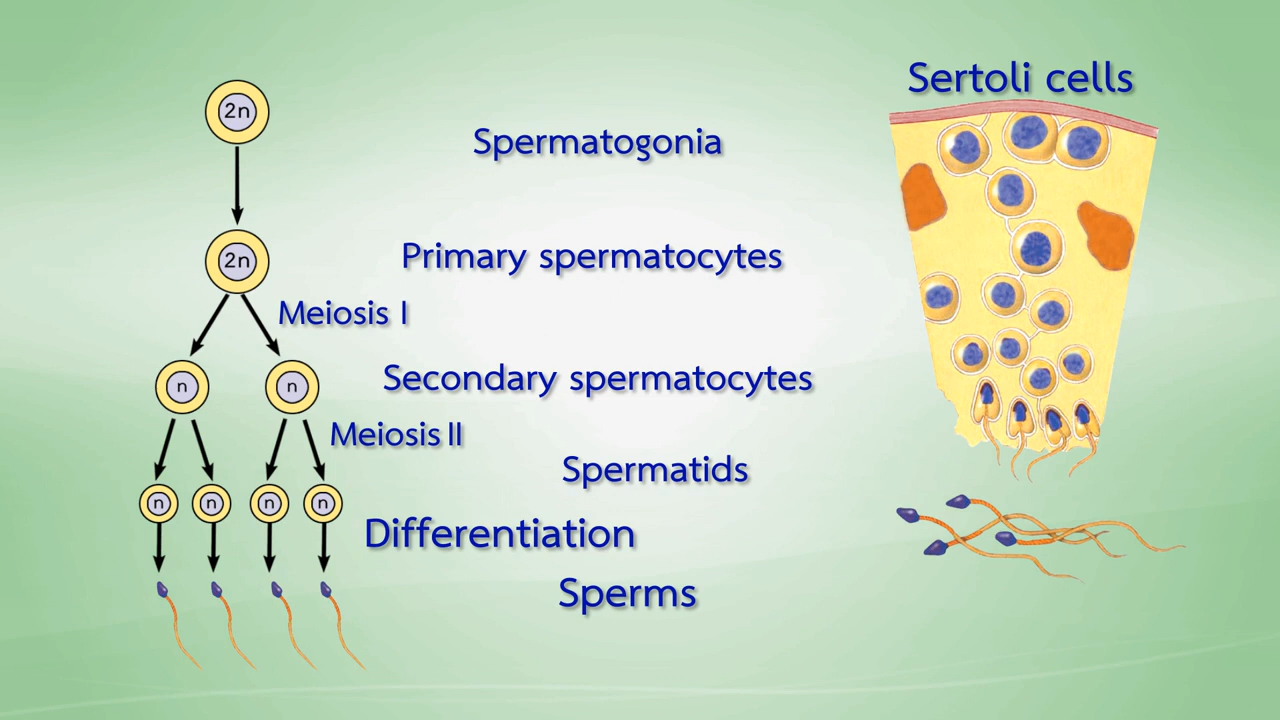 Sertoli cells
2n
Spermatogonia
2n
Primary spermatocytes
Meiosis I
n n
Secondary spermatocytes
Meiosis II
Spermatids
n n n n
Differentiation
Sperms